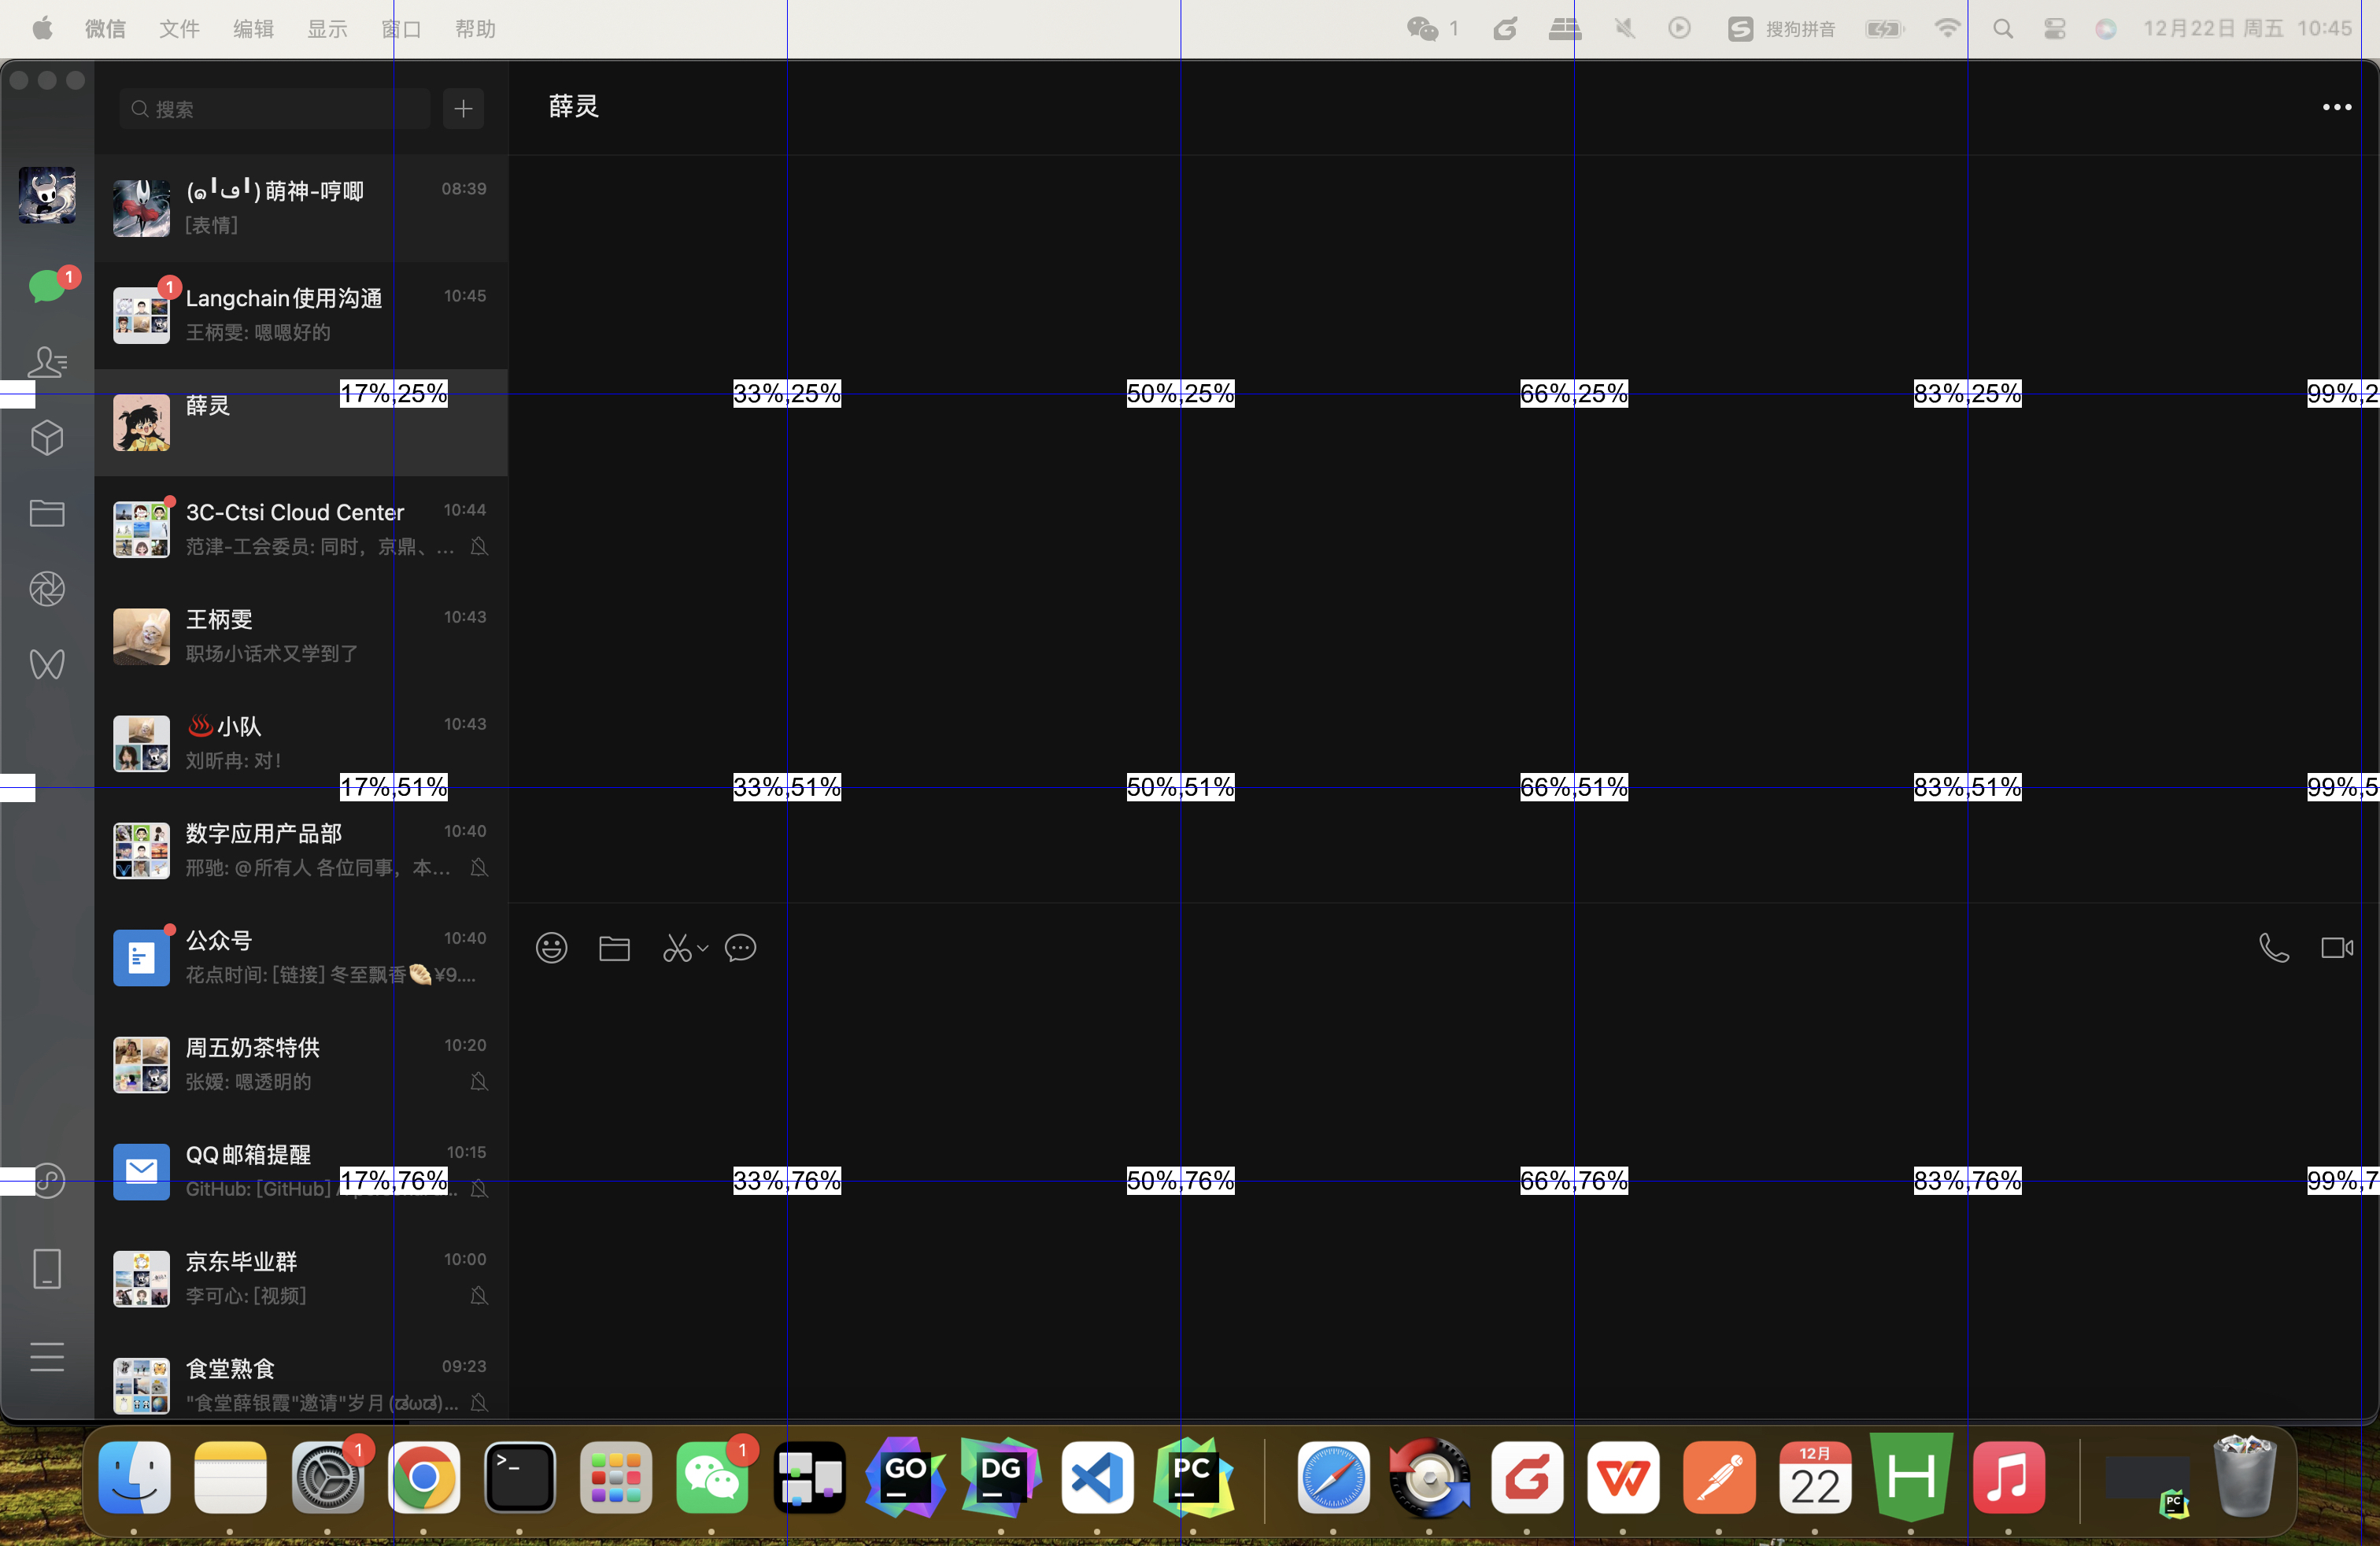 微信 文件 编辑 显示 窗口 帮助
1 搜狗拼音 12月22日 周五 10:45
搜索
薛灵
萌神-哼唧 08:39
[表情]
1
1
Langchain使用沟通 10:45
王柄雯: 嗯嗯好的
17%,25% 33%,25% 50%,25% 66%,25% 83%,25% 99%,2
薛灵
3C-Ctsi Cloud Center 10:44
范津-工会委员: 同时，京鼎、...
王柄雯 10:43
职场小话术又学到了
♨️小队 10:43
刘昕冉: 对！
17%,51% 33%,51% 50%,51% 66%,51% 83%,51% 99%,5
数字应用产品部 10:40
邢驰: @所有人 各位同事，本...
公众号 10:40
花点时间: [链接] 冬至飘香🥟¥9....
周五奶茶特供 10:20
张嫒: 嗯透明的
QQ邮箱提醒 10:15
GitHub: [GitHub]
17%,76% 33%,76% 50%,76% 66%,76% 83%,76% 99%,7
京东毕业群 10:00
李可心: [视频]
食堂熟食 09:23
"食堂薛银霞"邀请"岁月
1 1 GO DG PC 12月 22 PC